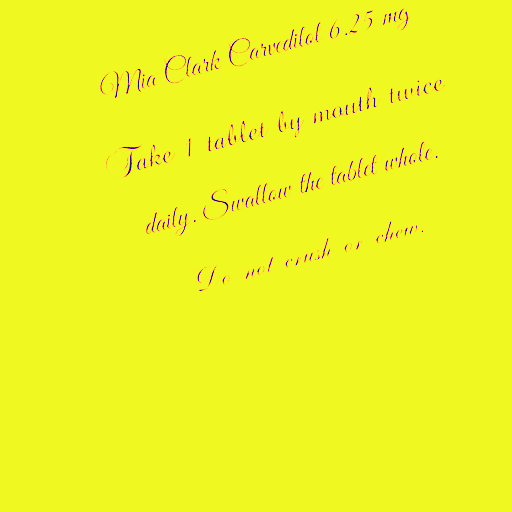 Mia Clark Carvedilol 6.25 mg
Take 1 tablet by mouth twice
daily. Swallow the tablet whole.
Do not crush or chew.